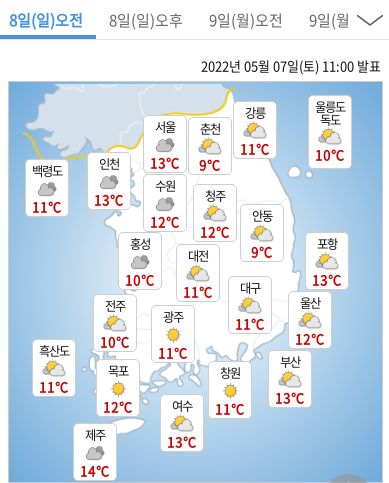 8일(일)오전 8일(일)오후 9일(월)오전 9일(월
2022년 05월 07일(토) 11:00 발표
울릉도
독도
10℃
강릉
11℃
서울
13℃
춘천
9℃
인천
13℃
백령도
11℃
수원
12℃
청주
12℃
안동
9℃
홍성
10℃
대전
11℃
포항
13℃
대구
11℃
전주
10℃
울산
12℃
광주
11℃
흑산도
11℃
부산
13℃
목포
12℃
창원
11℃
여수
13℃
제주
14℃